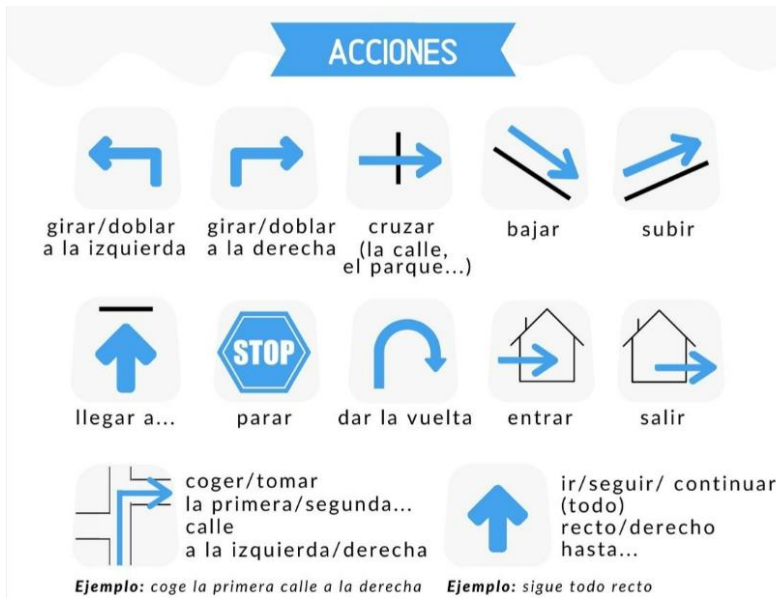 ACCIONES
girar/doblar
a la izquierda
girar/doblar
a la derecha
cruzar
(la calle,
el parque...)
bajar
subir
llegar a...
STOP
parar
dar la vuelta
entrar
salir
coger/tomar
la primera/segunda...
calle
a la izquierda/derecha
Ejemplo: coge la primera calle a la derecha
ir/seguir/ continuar
(todo)
recto/derecho
hasta...
Ejemplo: sigue todo recto